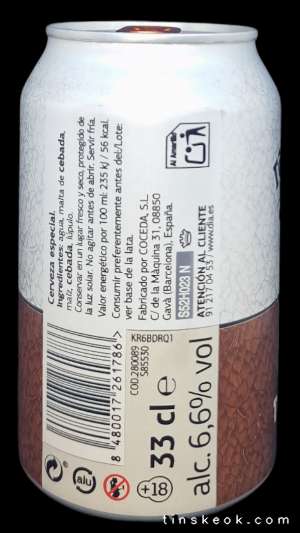 Cerveza especial.
Ingredientes: agua, malta de cebada,
maíz, cebada, lúpulo.
Conservar en un lugar fresco y seco, protegido de
la luz solar. No agitar antes de abrir. Servir fría.
Valor energético por 100 ml: 235 kJ / 56 kcal.
Consumir preferentemente antes del/Lote:
ver base de la lata.
Fabricado por COCEDA, S.L.
C/ de la Máquina 51, 08850
Gavà (Barcelona). España.
ATENCIÓN AL CLIENTE
91 217 04 53 / www.dia.es
Al Amarillo
8 480017 261786 >
KR6BDRQ1
COD.280089
S85530
33 cl e
alc. 6,6% vol
alu
+18
tinskeok.com